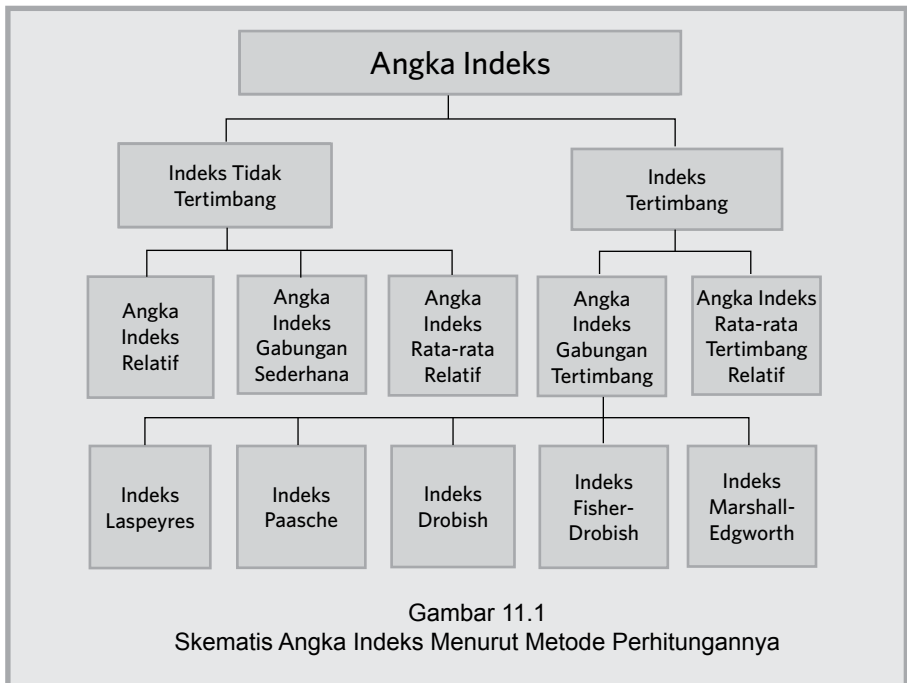 Angka Indeks
Indeks Tidak
Tertimbang
Indeks
Tertimbang
Angka
Indeks
Relatif
Angka
Indeks
Gabungan
Sederhana
Angka
Indeks
Rata-rata
Relatif
Angka
Indeks
Gabungan
Tertimbang
Angka Indeks
Rata-rata
Tertimbang
Relatif
Indeks
Laspeyres
Indeks
Paasche
Indeks
Drobish
Indeks
Fisher-
Drobish
Indeks
Marshall-
Edgworth
Gambar 11.1
Skematis Angka Indeks Menurut Metode Perhitungannya